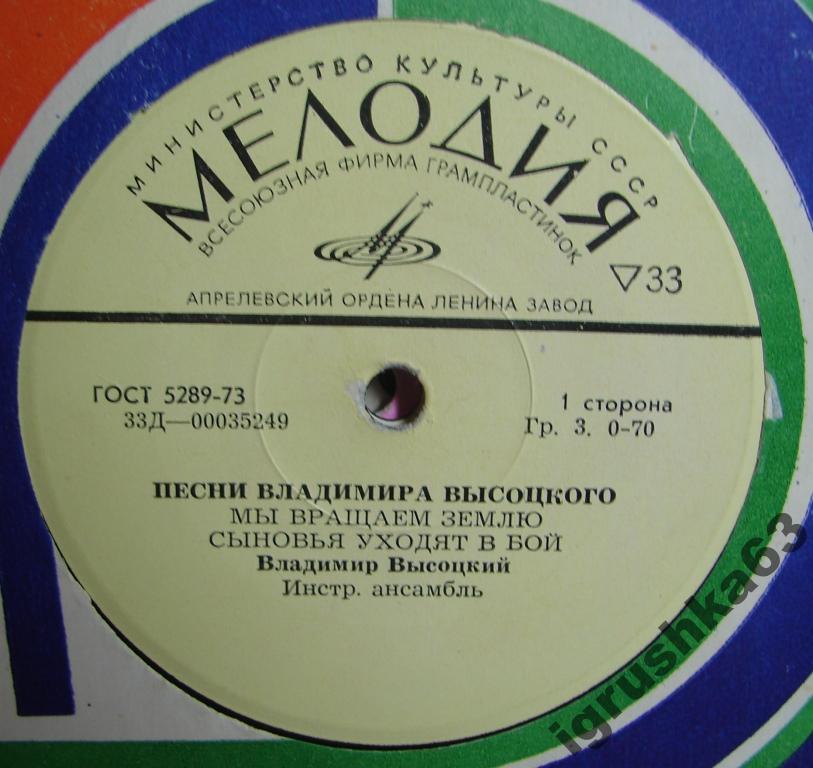 МИНИСТЕРСТВО КУЛЬТУРЫ СССР
МЕЛОДИЯ
ВСЕСОЮЗНАЯ ФИРМА ГРАМПЛАСТИНОК
▽33
АПРЕЛЕВСКИЙ ОРДЕНА ЛЕНИНА ЗАВОД
ГОСТ 5289-73
33Д—00035249
1 сторона
Гр. 3. 0-70
ПЕСНИ ВЛАДИМИРА ВЫСОЦКОГО
МЫ ВРАЩАЕМ ЗЕМЛЮ
СЫНОВЬЯ УХОДЯТ В БОЙ
Владимир Высоцкий
Инстр. ансамбль
igrushka63